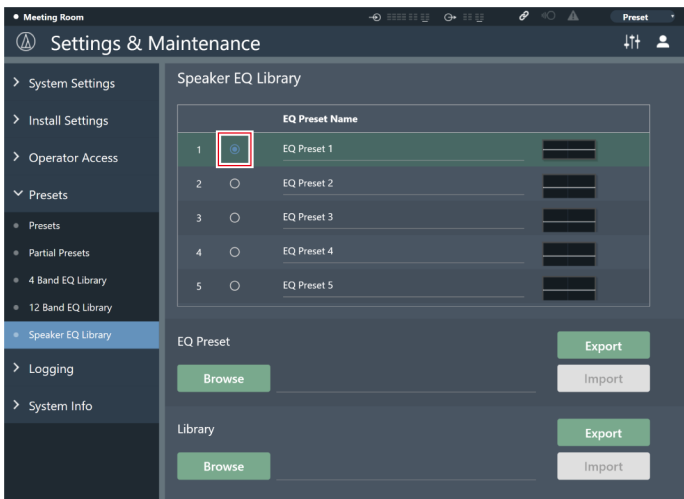 Meeting Room
Preset
Settings & Maintenance
System Settings
Install Settings
Operator Access
Presets
Presets
Partial Presets
4 Band EQ Library
12 Band EQ Library
Speaker EQ Library
Logging
System Info
Speaker EQ Library
EQ Preset Name
1 EQ Preset 1
2 EQ Preset 2
3 EQ Preset 3
4 EQ Preset 4
5 EQ Preset 5
EQ Preset
Export
Browse
Import
Library
Export
Browse
Import